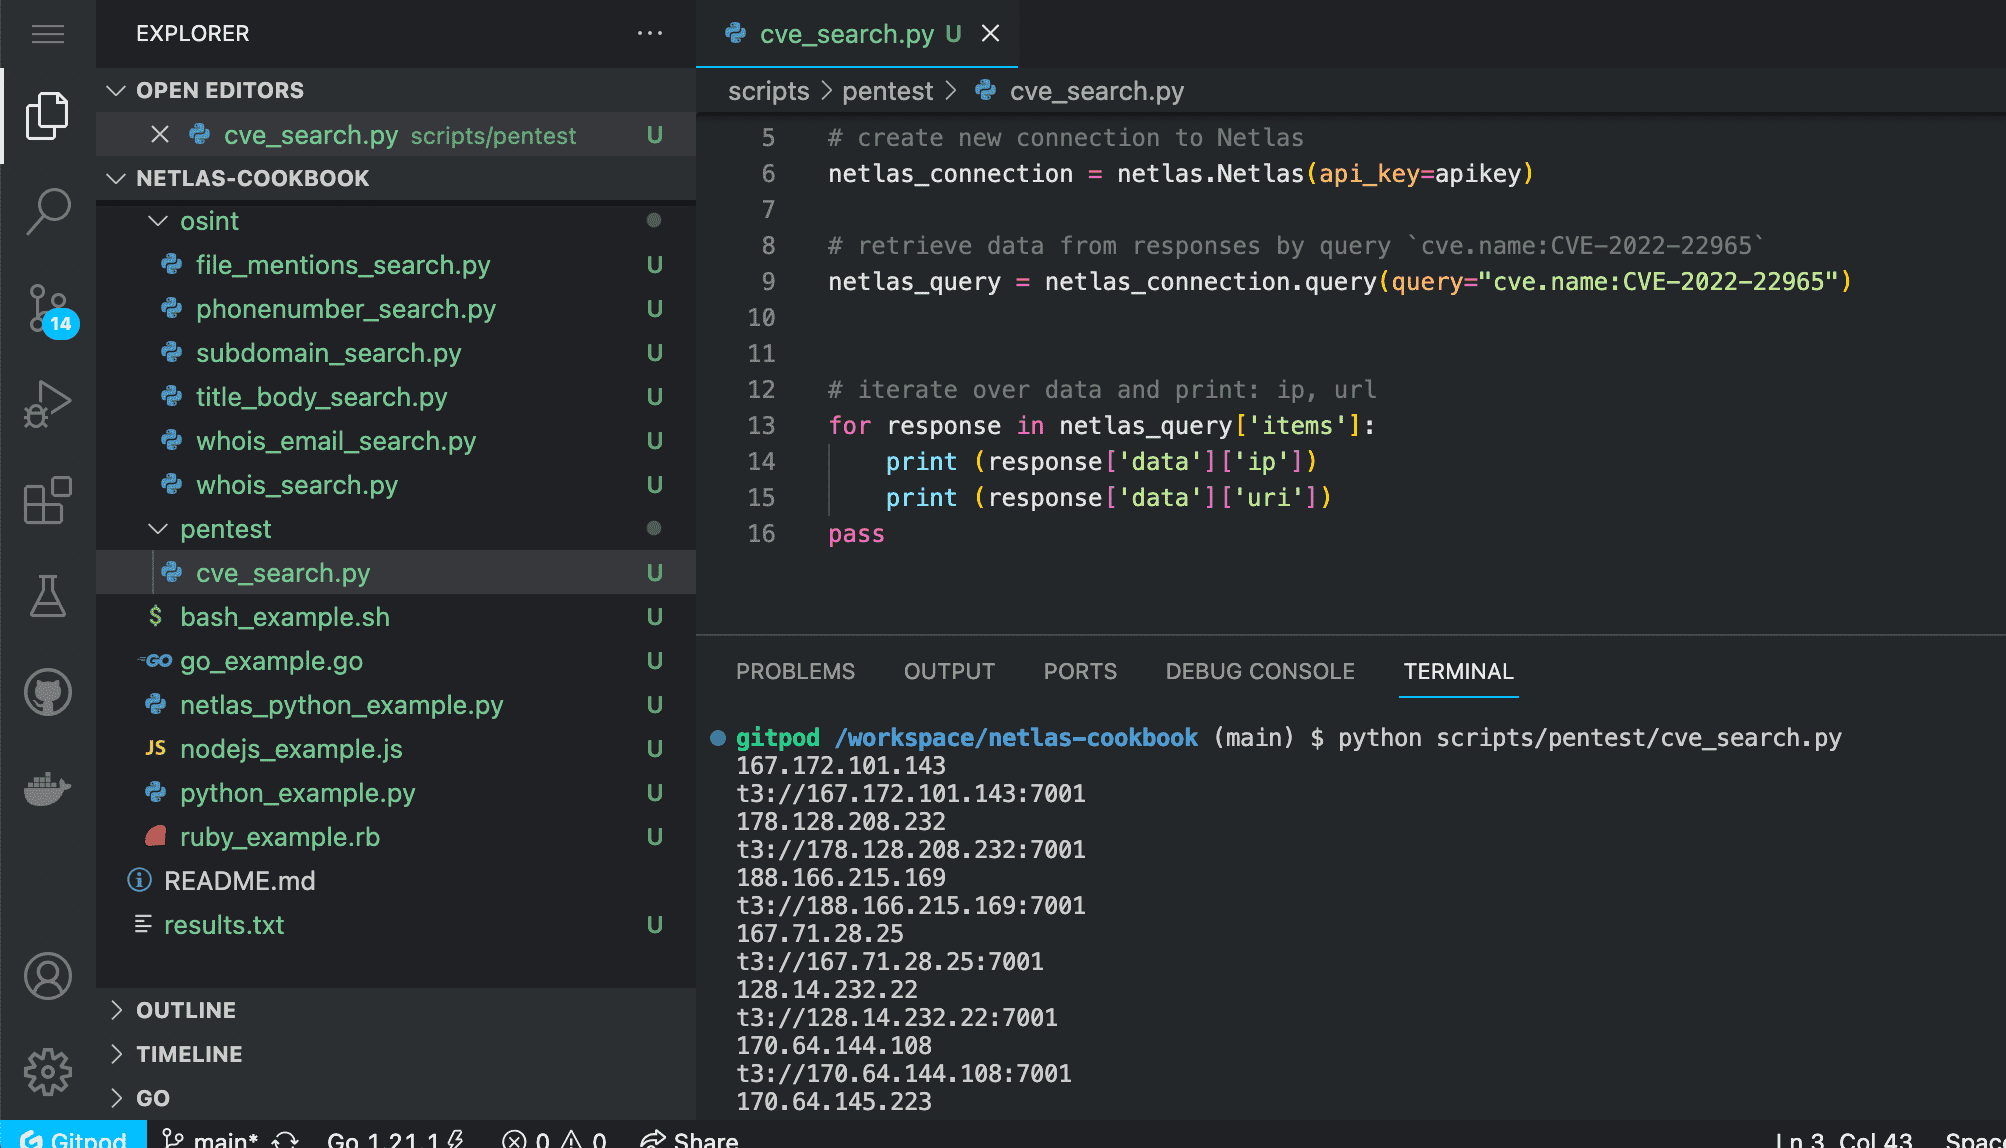 EXPLORER
OPEN EDITORS
cve_search.py scripts/pentest U
NETLAS-COOKBOOK
osint
file_mentions_search.py U
phonenumber_search.py U
subdomain_search.py U
title_body_search.py U
whois_email_search.py U
whois_search.py U
pentest
cve_search.py U
$ bash_example.sh U
GO go_example.go U
netlas_python_example.py U
JS nodejs_example.js U
python_example.py U
ruby_example.rb U
README.md
results.txt U
OUTLINE
TIMELINE
GO
14
cve_search.py U
scripts > pentest > cve_search.py
5 # create new connection to Netlas
6 netlas_connection = netlas.Netlas(api_key=apikey)
7
8 # retrieve data from responses by query `cve.name:CVE-2022-22965`
9 netlas_query = netlas_connection.query(query="cve.name:CVE-2022-22965")
10
11
12 # iterate over data and print: ip, url
13 for response in netlas_query['items']:
14 print (response['data']['ip'])
15 print (response['data']['uri'])
16 pass
PROBLEMS OUTPUT PORTS DEBUG CONSOLE TERMINAL
gitpod /workspace/netlas-cookbook (main) $ python scripts/pentest/cve_search.py
167.172.101.143
t3://167.172.101.143:7001
178.128.208.232
t3://178.128.208.232:7001
188.166.215.169
t3://188.166.215.169:7001
167.71.28.25
t3://167.71.28.25:7001
128.14.232.22
t3://128.14.232.22:7001
170.64.144.108
t3://170.64.144.108:7001
170.64.145.223
Gitpod main* Go 1.21.1 0 0 Share Ln 3, Col 43 Spac